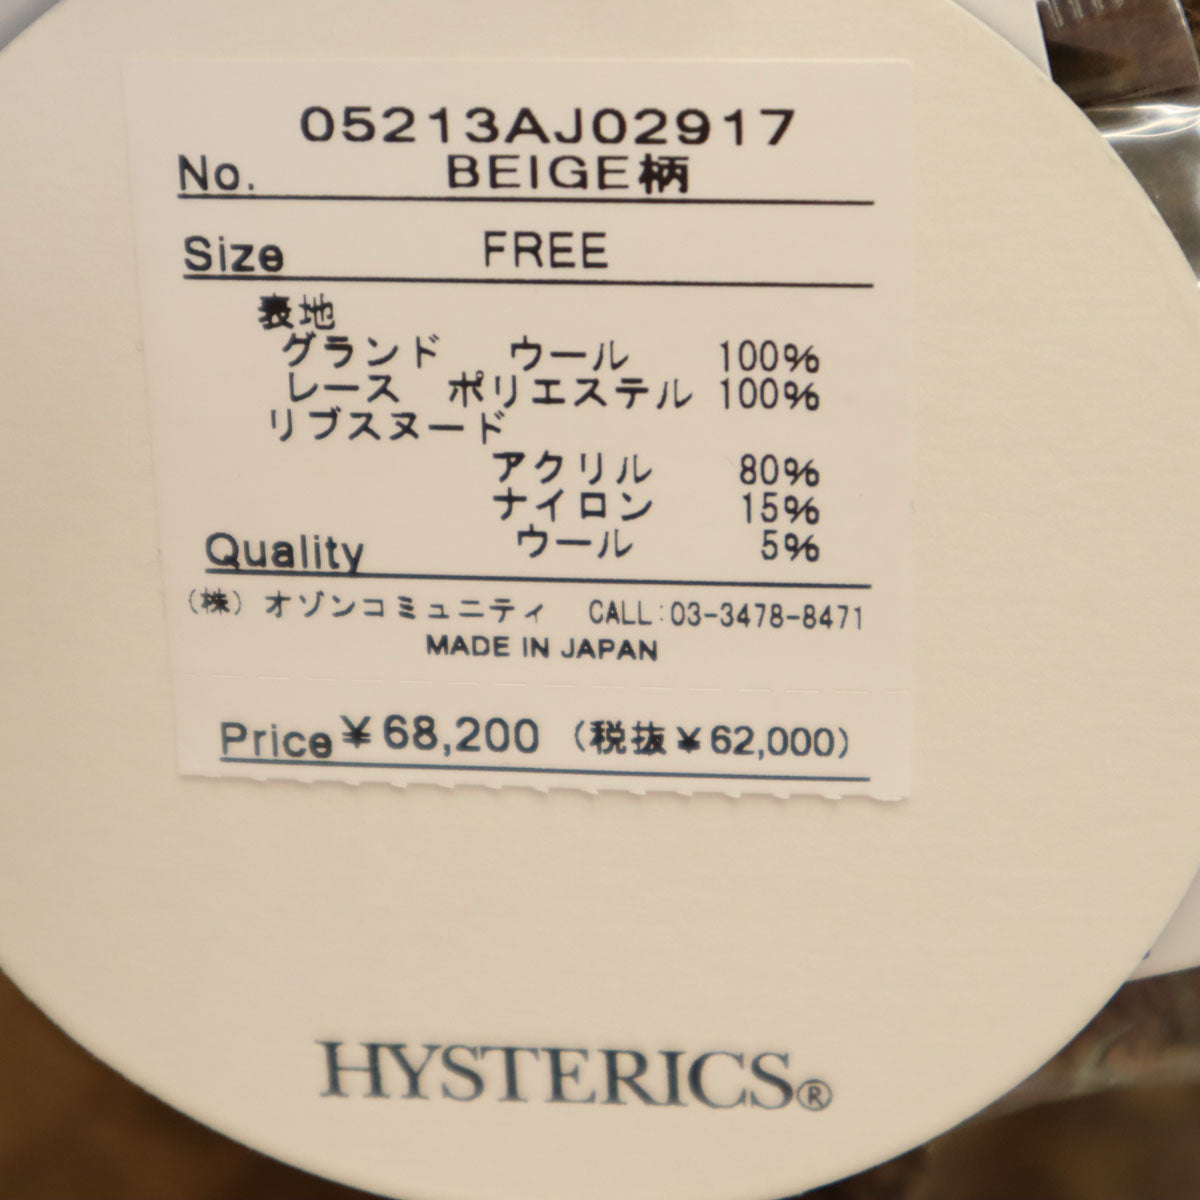 05213AJ02917
No. BEIGE柄
Size FREE
表地
グランド ウール 100%
レース ポリエステル 100%
リブスヌード
アクリル 80%
ナイロン 15%
Quality ウール 5%
(株) オゾンコミュニティ CALL:03-3478-8471
MADE IN JAPAN
Price ¥68,200 (税抜¥62,000)
HYSTERICS®